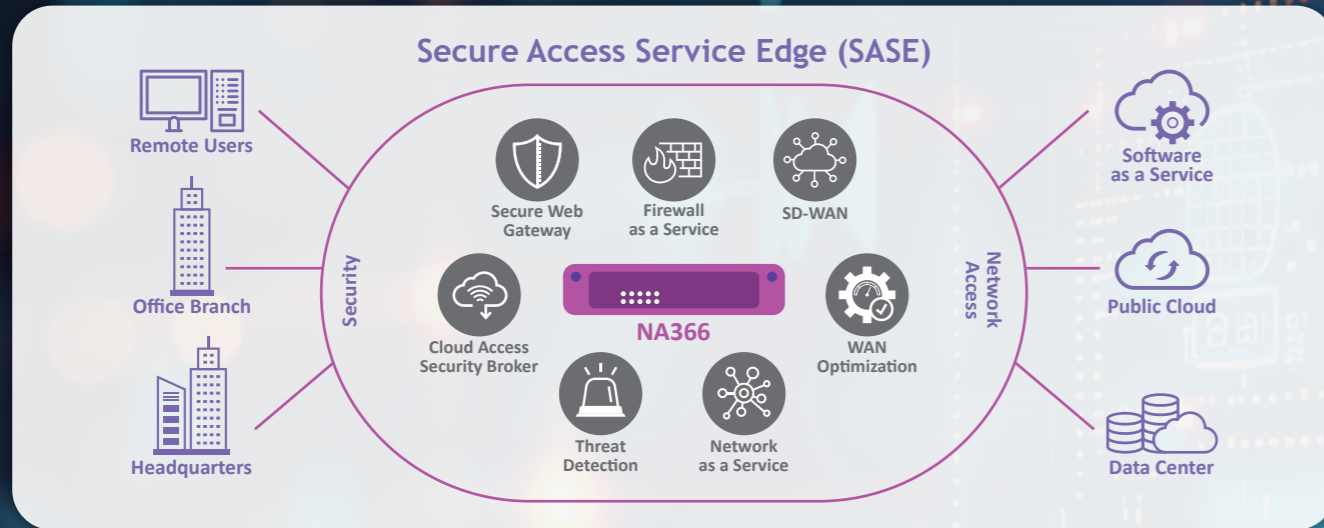 Secure Access Service Edge (SASE)
Remote Users
Office Branch
Headquarters
Security
Secure Web
Gateway
Firewall
as a Service
SD-WAN
Cloud Access
Security Broker
NA366
WAN
Optimization
Threat
Detection
Network
as a Service
Network
Access
Software
as a Service
Public Cloud
Data Center